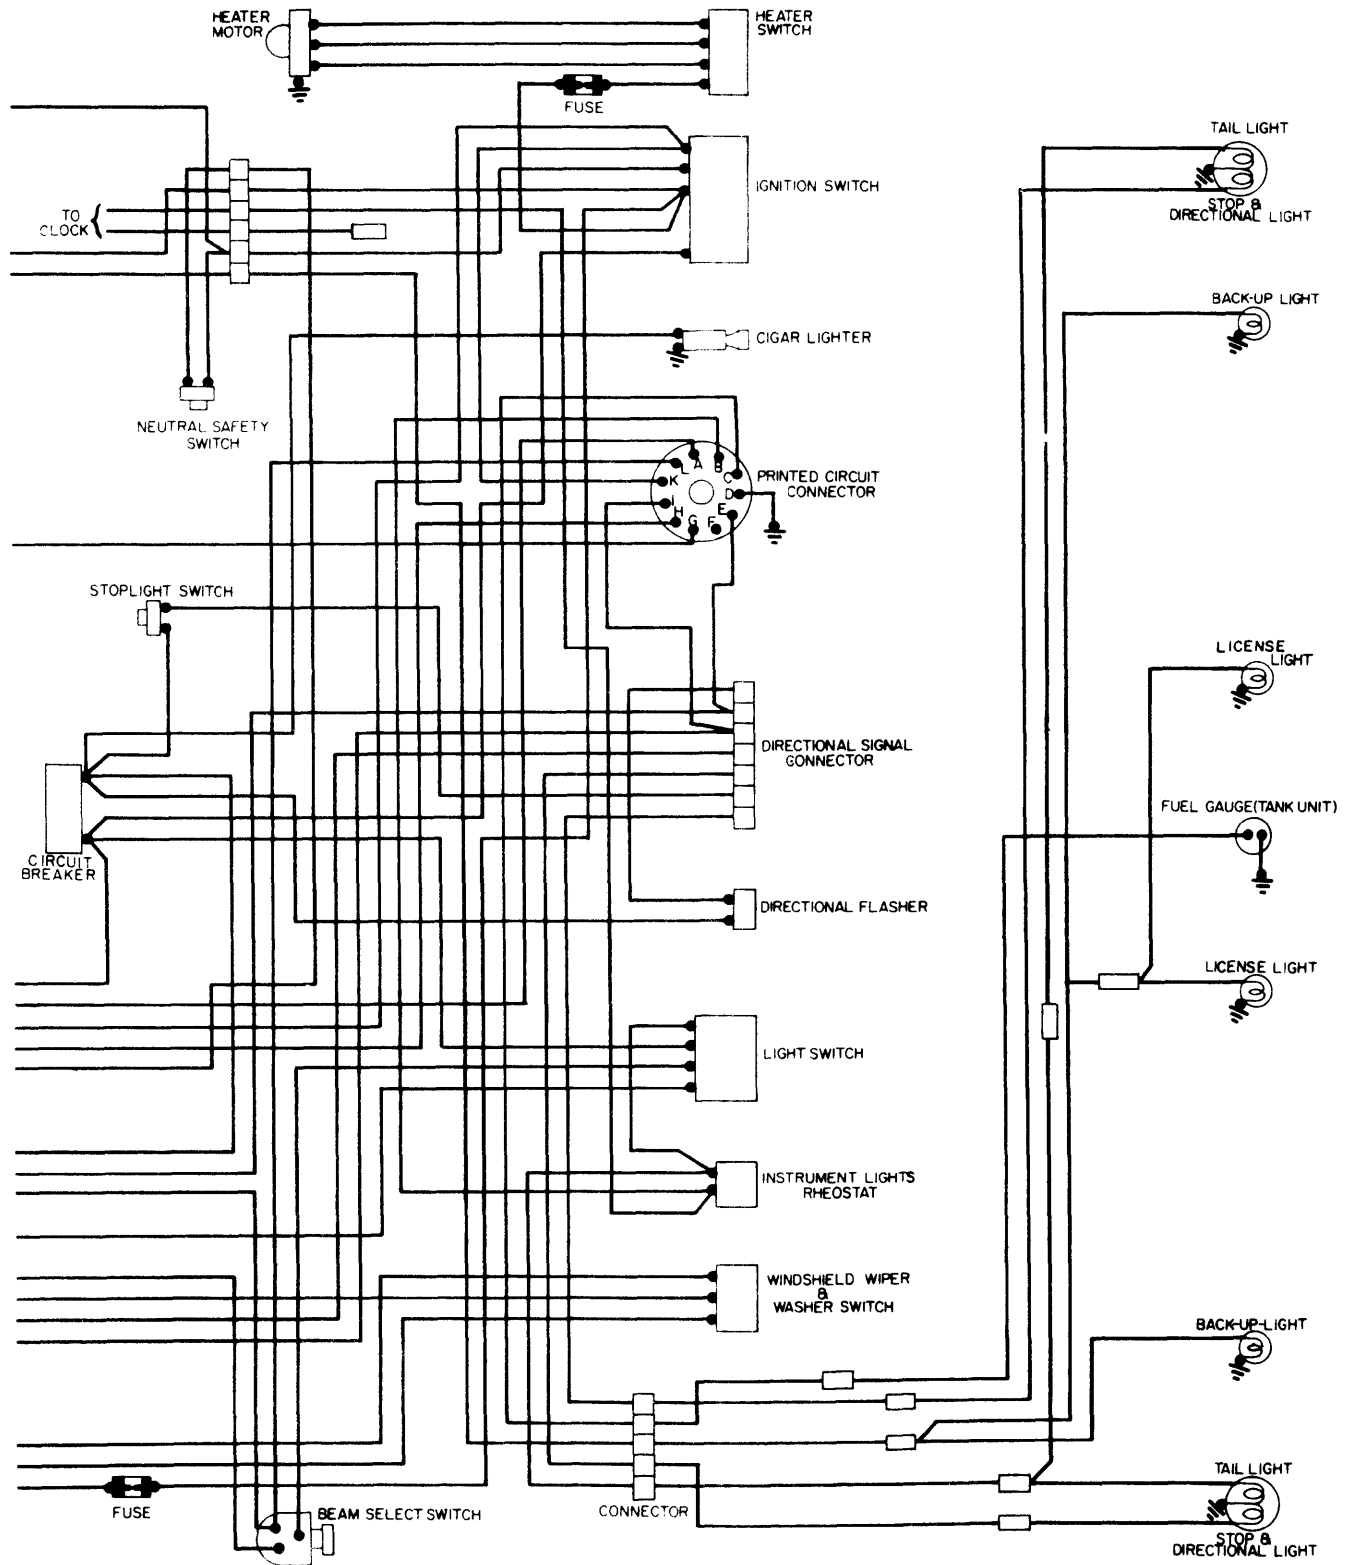 HEATER
MOTOR
HEATER
SWITCH
FUSE
TAIL LIGHT
IGNITION SWITCH
STOP &
DIRECTIONAL LIGHT
TO
CLOCK
BACK-UP LIGHT
CIGAR LIGHTER
NEUTRAL SAFETY
SWITCH
A
B
C
D
E
F
G
H
I
K
L
PRINTED CIRCUIT
CONNECTOR
STOPLIGHT SWITCH
LICENSE
LIGHT
DIRECTIONAL SIGNAL
CONNECTOR
FUEL GAUGE(TANK UNIT)
CIRCUIT
BREAKER
DIRECTIONAL FLASHER
LICENSE LIGHT
LIGHT SWITCH
INSTRUMENT LIGHTS
RHEOSTAT
WINDSHIELD WIPER
&
WASHER SWITCH
BACK-UP-LIGHT
TAIL LIGHT
FUSE
BEAM SELECT SWITCH
CONNECTOR
STOP &
DIRECTIONAL LIGHT